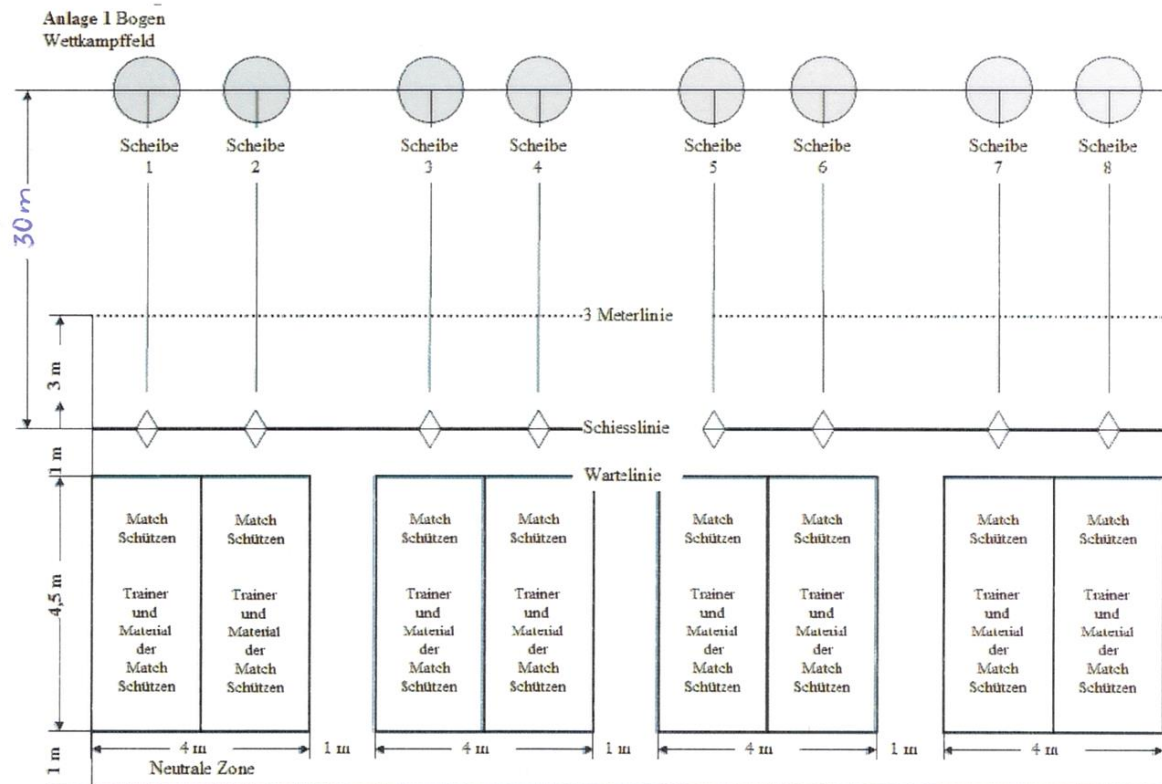 Anlage 1 Bogen
Wettkampffeld
Scheibe
1
Scheibe
2
Scheibe
3
Scheibe
4
Scheibe
5
Scheibe
6
Scheibe
7
Scheibe
8
30m
3 Meterlinie
3 m
Schiesslinie
1 m
Wartelinie
4,5 m
Match
Schützen
Trainer
und
Material
der
Match
Schützen
Match
Schützen
Trainer
und
Material
der
Match
Schützen
Match
Schützen
Trainer
und
Material
der
Match
Schützen
Match
Schützen
Trainer
und
Material
der
Match
Schützen
Match
Schützen
Trainer
und
Material
der
Match
Schützen
Match
Schützen
Trainer
und
Material
der
Match
Schützen
Match
Schützen
Trainer
und
Material
der
Match
Schützen
Match
Schützen
Trainer
und
Material
der
Match
Schützen
4 m
1 m
4 m
1 m
4 m
1 m
4 m
1 m
Neutrale Zone